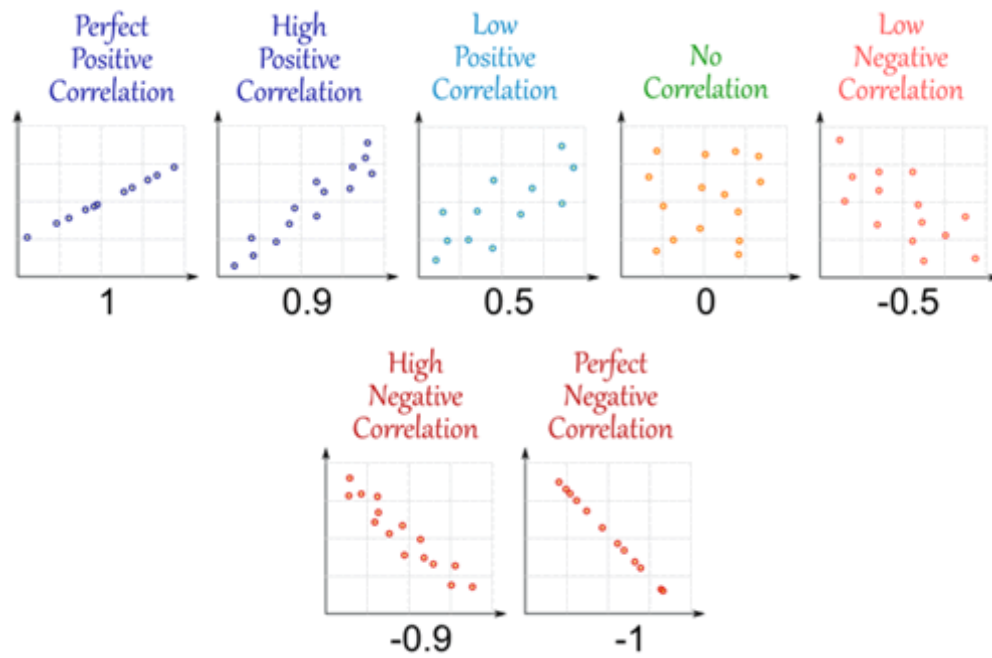 Perfect
Positive
Correlation
High
Positive
Correlation
Low
Positive
Correlation
No
Correlation
Low
Negative
Correlation
1
0.9
0.5
0
-0.5
High
Negative
Correlation
Perfect
Negative
Correlation
-0.9
-1